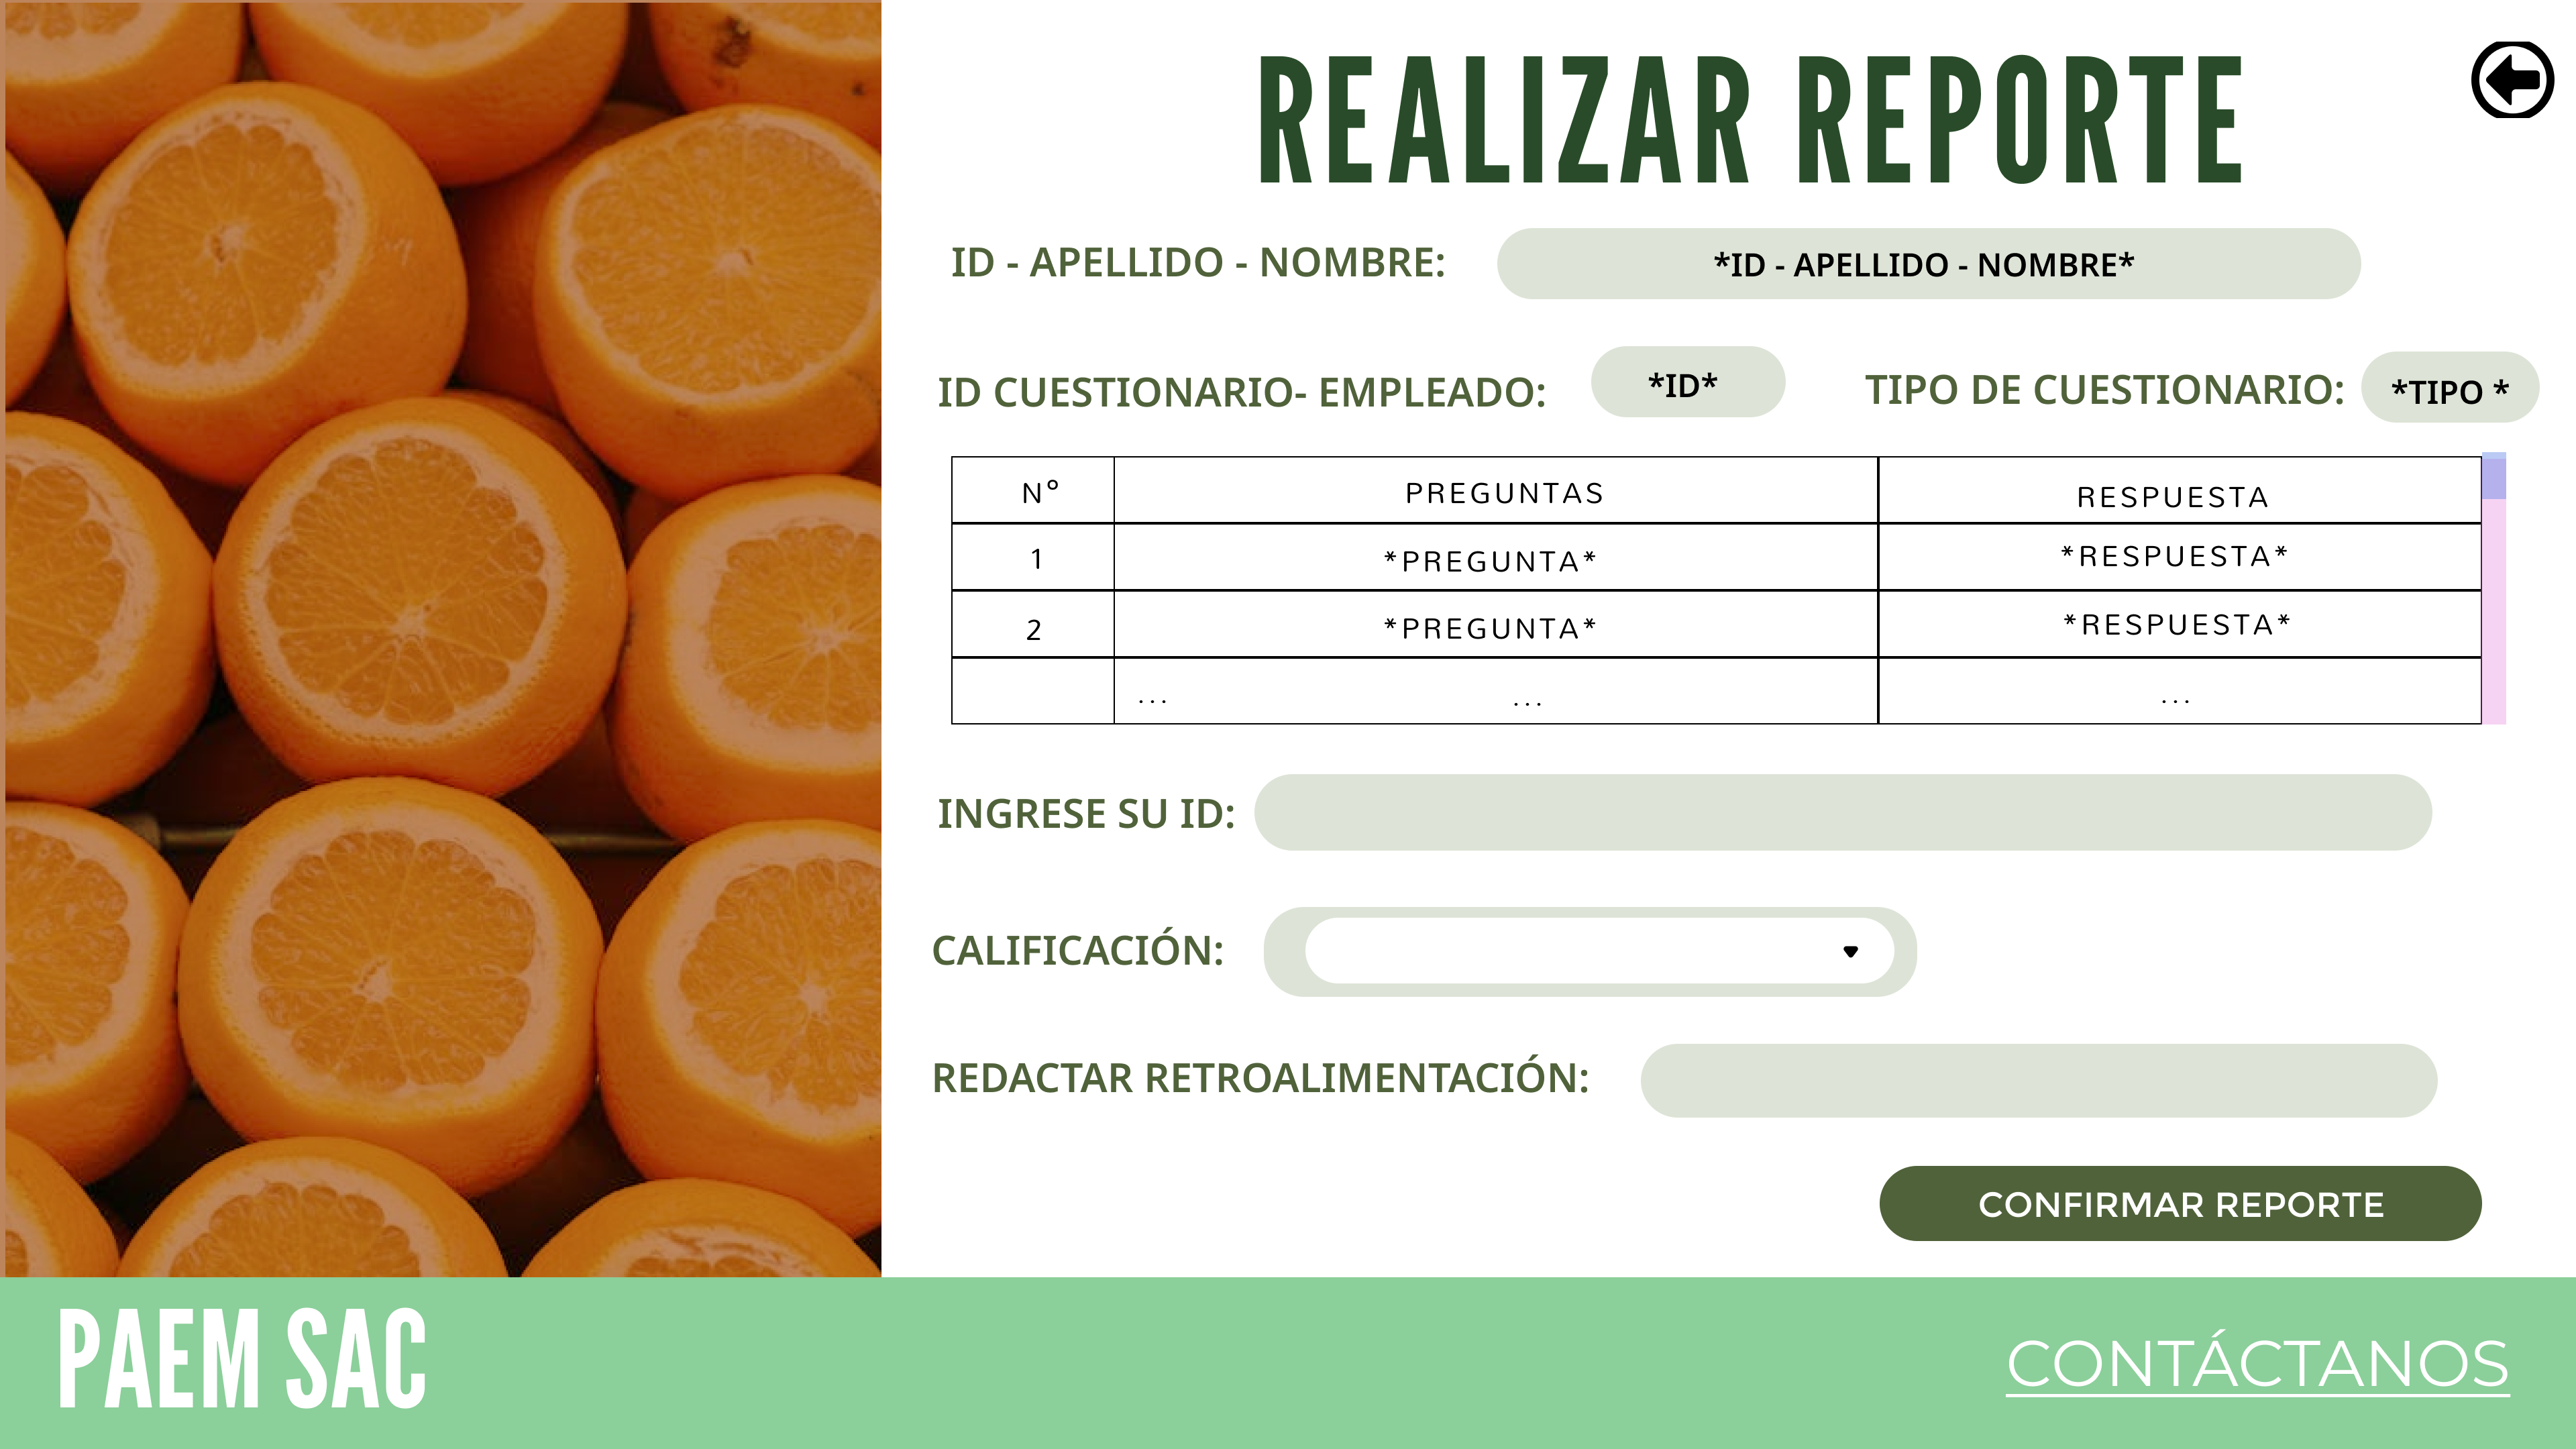 REALIZAR REPORTE
ID - APELLIDO - NOMBRE: *ID - APELLIDO - NOMBRE*
ID CUESTIONARIO- EMPLEADO: *ID* TIPO DE CUESTIONARIO: *TIPO *
N° PREGUNTAS RESPUESTA
1 *PREGUNTA* *RESPUESTA*
2 *PREGUNTA* *RESPUESTA*
... ... ...
INGRESE SU ID:
CALIFICACIÓN:
REDACTAR RETROALIMENTACIÓN:
CONFIRMAR REPORTE
PAEM SAC
CONTÁCTANOS